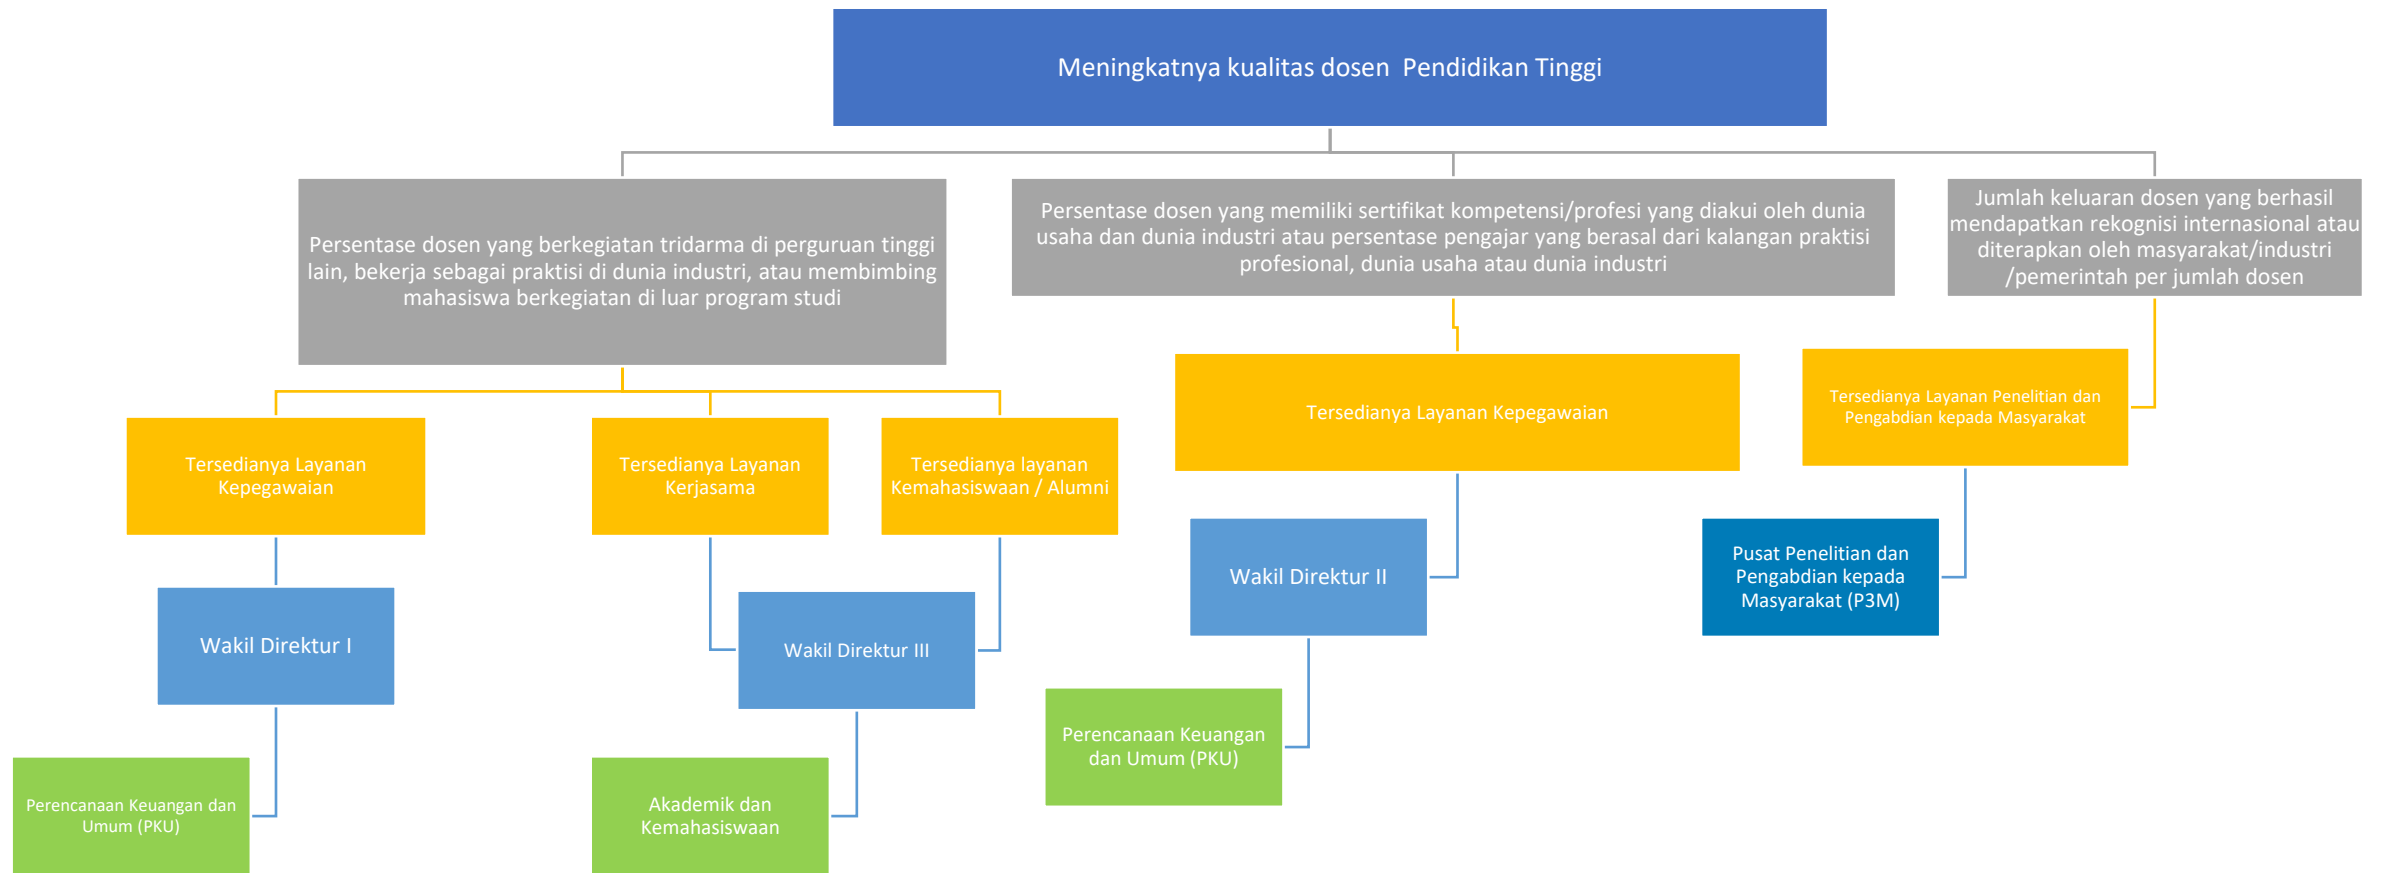 Meningkatnya kualitas dosen  Pendidikan Tinggi
Persentase dosen yang berkegiatan tridarma di perguruan tinggi
lain, bekerja sebagai praktisi di dunia industri, atau membimbing
mahasiswa berkegiatan di luar program studi
Persentase dosen yang memiliki sertifikat kompetensi/profesi yang diakui oleh dunia
usaha dan dunia industri atau persentase pengajar yang berasal dari kalangan praktisi
profesional, dunia usaha atau dunia industri
Jumlah keluaran dosen yang berhasil
mendapatkan rekognisi internasional atau
diterapkan oleh masyarakat/industri
/pemerintah per jumlah dosen
Tersedianya Layanan
Kepegawaian
Tersedianya Layanan
Kerjasama
Tersedianya layanan
Kemahasiswaan / Alumni
Tersedianya Layanan Kepegawaian
Tersedianya Layanan Penelitian dan
Pengabdian kepada Masyarakat
Wakil Direktur I
Wakil Direktur III
Wakil Direktur II
Pusat Penelitian dan
Pengabdian kepada
Masyarakat (P3M)
Perencanaan Keuangan dan
Umum (PKU)
Akademik dan
Kemahasiswaan
Perencanaan Keuangan
dan Umum (PKU)